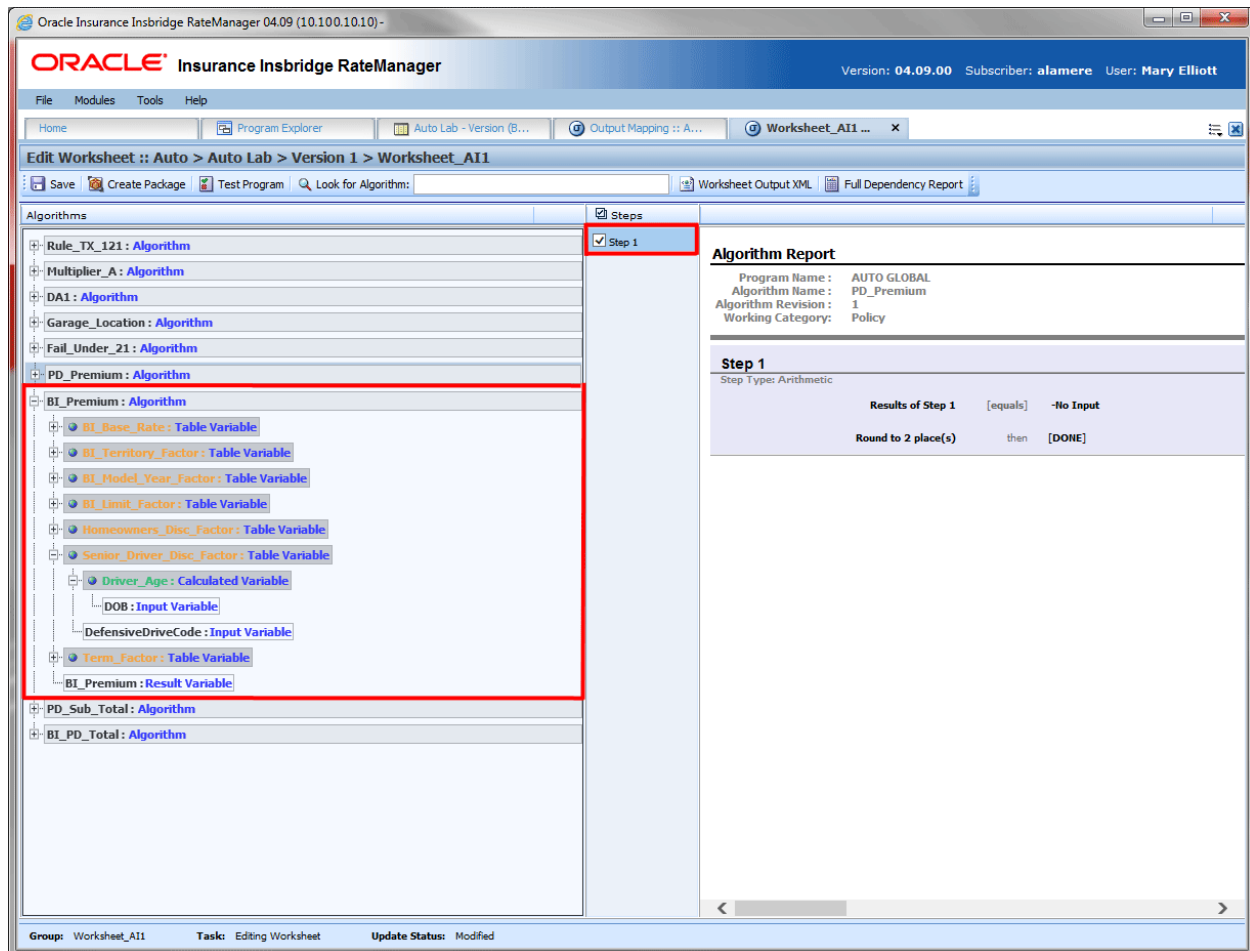 Oracle Insurance Insbridge RateManager 04.09 (10.100.10.10)-
ORACLE Insurance Insbridge RateManager
Version: 04.09.00 Subscriber: alamere User: Mary Elliott
File Modules Tools Help
Home Program Explorer Auto Lab - Version (B... Output Mapping :: A... Worksheet_AI1 ... X
Edit Worksheet :: Auto > Auto Lab > Version 1 > Worksheet_AI1
Save Create Package Test Program Look for Algorithm: Worksheet Output XML Full Dependency Report
Algorithms
Steps
Rule_TX_121 : Algorithm
Multiplier_A : Algorithm
DA1 : Algorithm
Garage_Location : Algorithm
Fail_Under_21 : Algorithm
PD_Premium : Algorithm
BI_Premium : Algorithm
BI_Base_Rate : Table Variable
BI_Territory_Factor : Table Variable
BI_Model_Year_Factor : Table Variable
BI_Limit_Factor : Table Variable
Homeowners_Disc_Factor : Table Variable
Senior_Driver_Disc_Factor : Table Variable
Driver_Age : Calculated Variable
DOB : Input Variable
DefensiveDriveCode : Input Variable
Term_Factor : Table Variable
BI_Premium : Result Variable
PD_Sub_Total : Algorithm
BI_PD_Total : Algorithm
Step 1
Algorithm Report
Program Name : AUTO GLOBAL
Algorithm Name : PD_Premium
Algorithm Revision : 1
Working Category: Policy
Step 1
Step Type: Arithmetic
Results of Step 1 [equals] -No Input
Round to 2 place(s) then [DONE]
Group: Worksheet_AI1 Task: Editing Worksheet Update Status: Modified